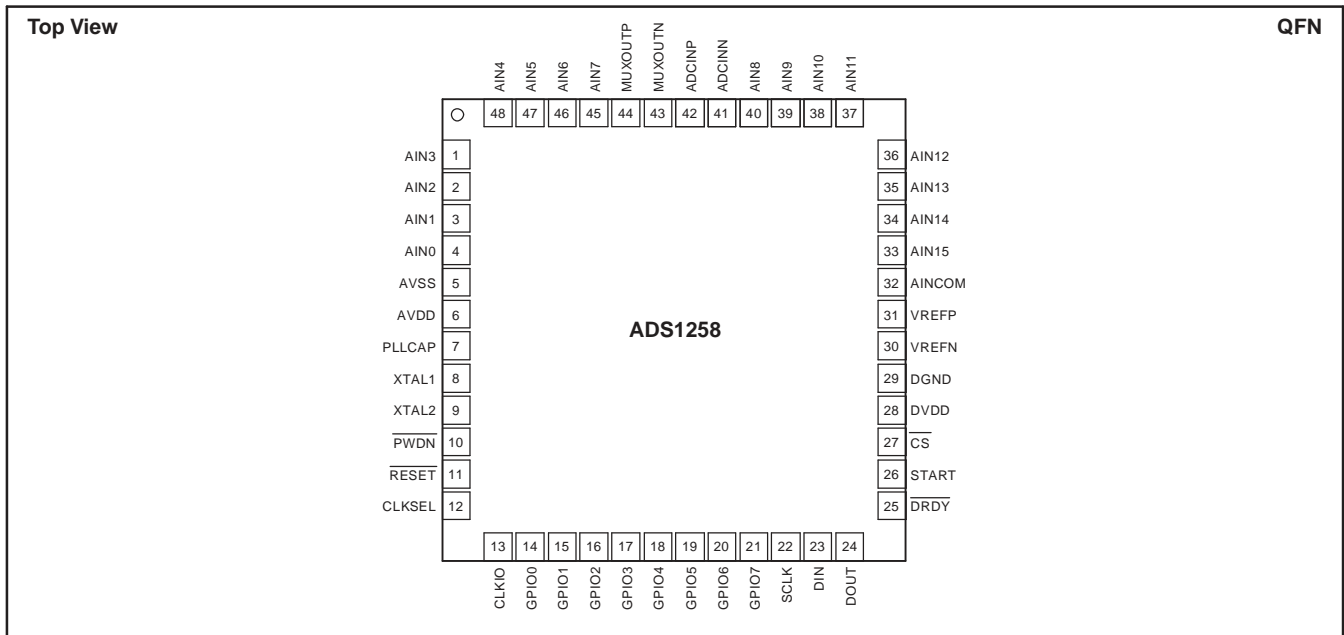 Top View
QFN
AIN4
AIN5
AIN6
AIN7
MUXOUTP
MUXOUTN
ADCINP
ADCINN
AIN8
AIN9
AIN10
AIN11
48 47 46 45 44 43 42 41 40 39 38 37
AIN3 1
AIN2 2
AIN1 3
AIN0 4
AVSS 5
AVDD 6
PLLCAP 7
XTAL1 8
XTAL2 9
PWDN 10
RESET 11
CLKSEL 12
ADS1258
36 AIN12
35 AIN13
34 AIN14
33 AIN15
32 AINCOM
31 VREFP
30 VREFN
29 DGND
28 DVDD
27 CS
26 START
25 DRDY
13 14 15 16 17 18 19 20 21 22 23 24
CLKIO
GPIO0
GPIO1
GPIO2
GPIO3
GPIO4
GPIO5
GPIO6
GPIO7
SCLK
DIN
DOUT